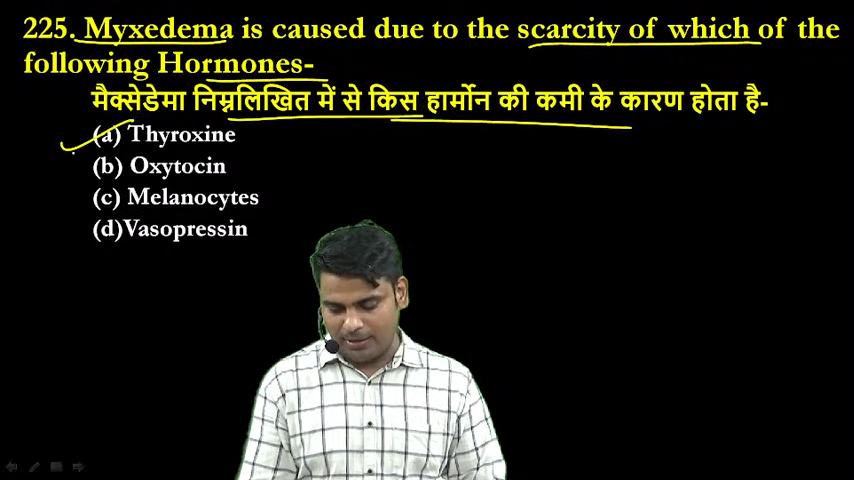 225. Myxedema is caused due to the scarcity of which of the
following Hormones-
मैक्सेडेमा निम्नलिखित में से किस हार्मोन की कमी के कारण होता है-
(a) Thyroxine
(b) Oxytocin
(c) Melanocytes
(d)Vasopressin